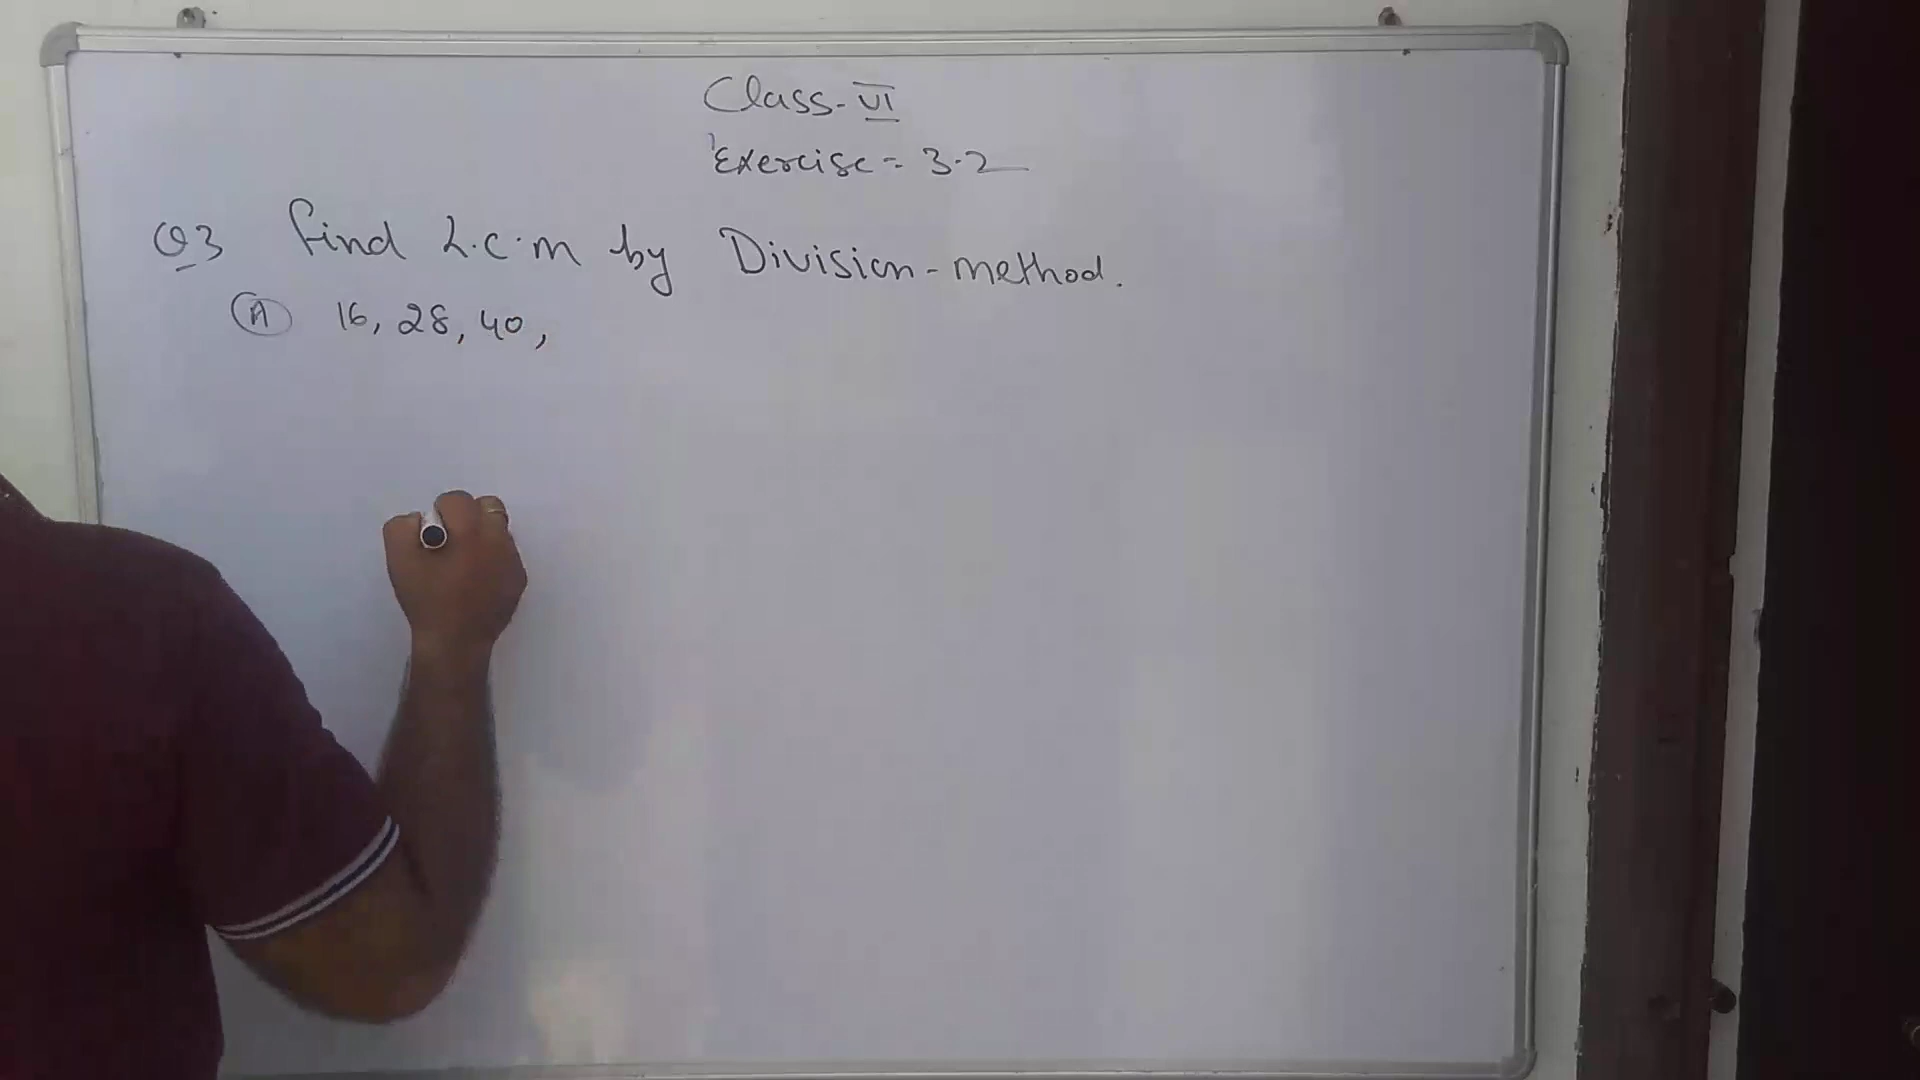 Class-VI
Exercise = 3.2
Q3 Find L.C.M by Division-method.
(A) 16, 28, 40,